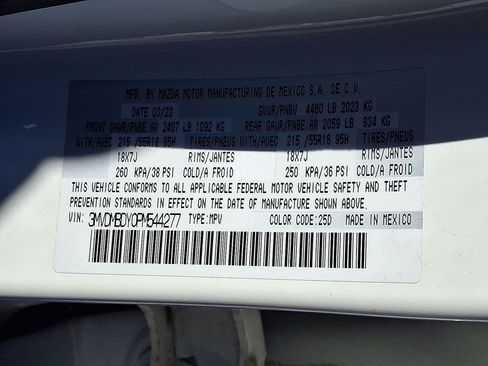 MFD. BY MAZDA MOTOR MANUFACTURING DE MEXICO S.A. DE C.V.
DATE 03/23 GVWR/PNBV 4460 LB 2023 KG
FRONT GAWR/PNBE AV 2407 LB 1092 KG REAR GAWR/PNBE AR 2059 LB 934 KG
WITH/AVEC 215 /55R18 95H TIRES/PNEUS WITH/AVEC 215 /55R18 95H TIRES/PNEUS
18X7J RIMS/JANTES 18X7J RIMS/JANTES
260 KPA/38 PSI COLD/A FROID 250 KPA/36 PSI COLD/A FROID
THIS VEHICLE CONFORMS TO ALL APPLICABLE FEDERAL MOTOR VEHICLE SAFETY AND THEFT
PREVENTION STANDARDS IN EFFECT ON THE DATE OF MANUFACTURE SHOWN ABOVE.
VIN: 3MVDMBDY0PM544277 TYPE:MPV COLOR CODE:25D MADE IN MEXICO